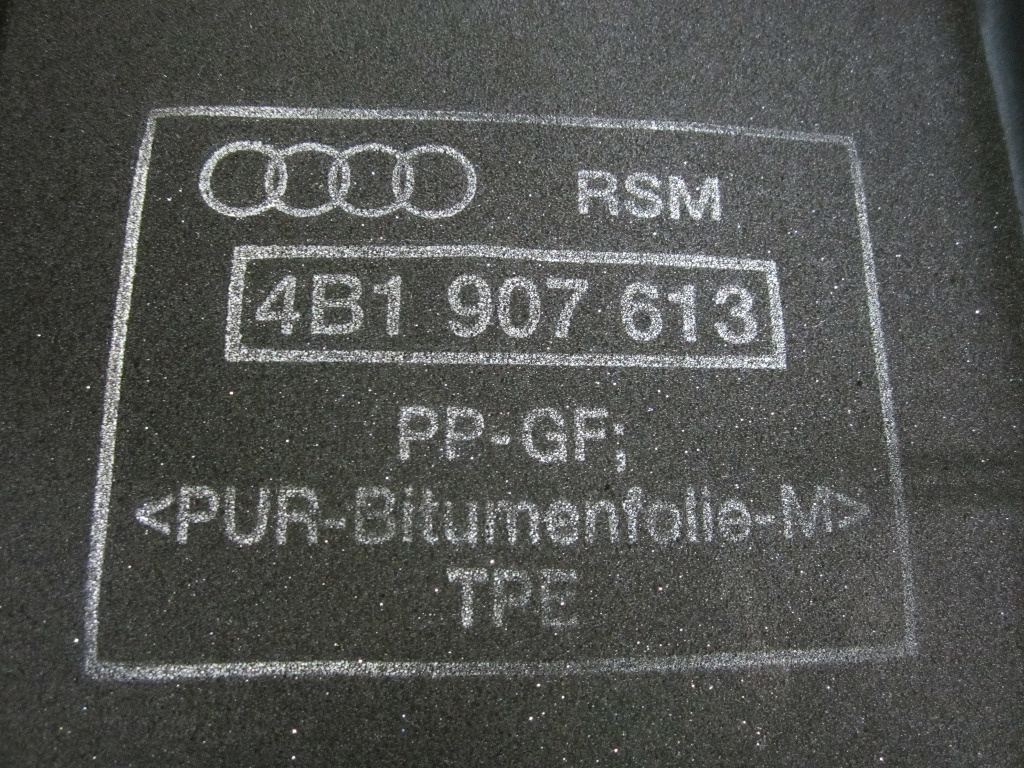 RSM
4B1 907 613
PP-GF;
<PUR-Bitumenfolie-M>
TPE